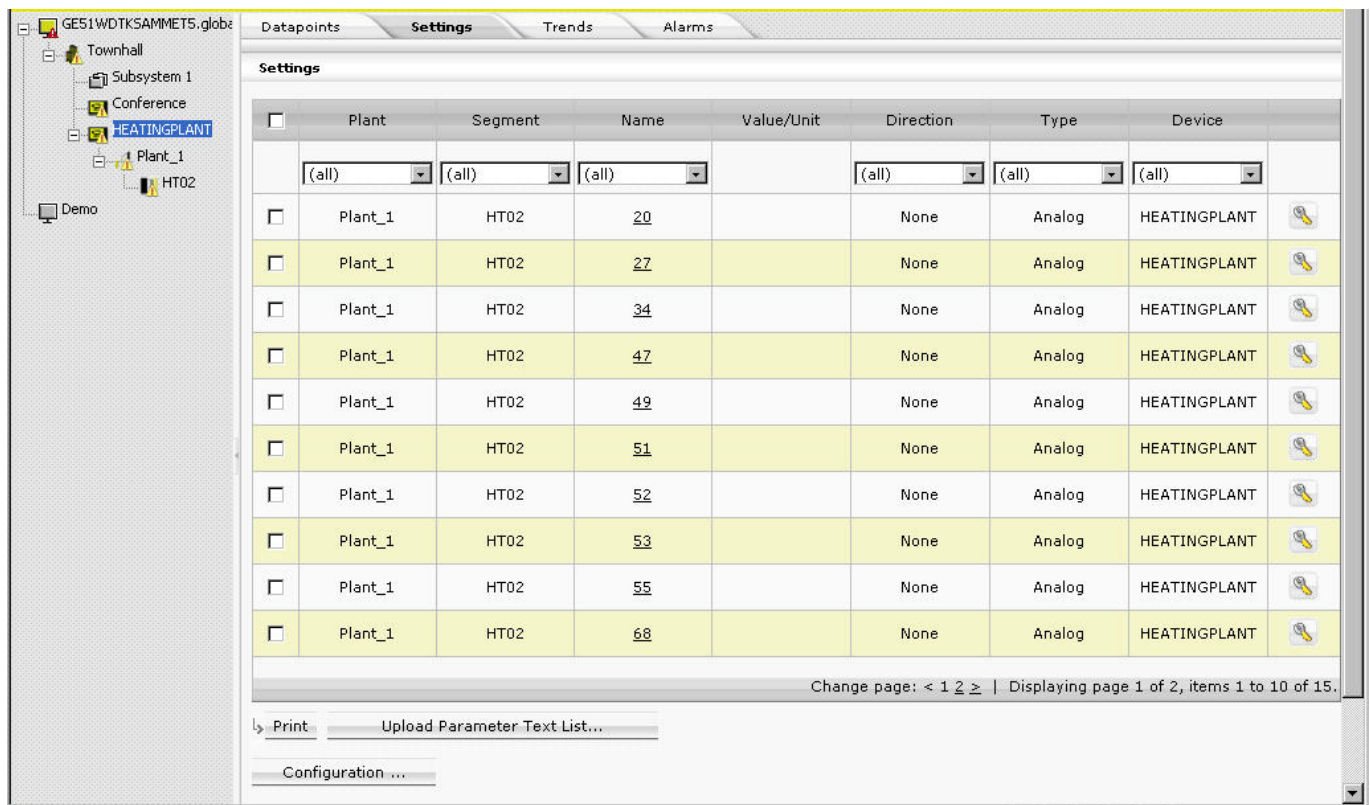 GE51WDTKSAMMET5.globa
Townhall
Subsystem 1
Conference
HEATINGPLANT
Plant_1
HT02
Demo
Datapoints Settings Trends Alarms
Settings
Plant Segment Name Value/Unit Direction Type Device
(all) (all) (all) (all) (all) (all)
Plant_1 HT02 20 None Analog HEATINGPLANT
Plant_1 HT02 27 None Analog HEATINGPLANT
Plant_1 HT02 34 None Analog HEATINGPLANT
Plant_1 HT02 47 None Analog HEATINGPLANT
Plant_1 HT02 49 None Analog HEATINGPLANT
Plant_1 HT02 51 None Analog HEATINGPLANT
Plant_1 HT02 52 None Analog HEATINGPLANT
Plant_1 HT02 53 None Analog HEATINGPLANT
Plant_1 HT02 55 None Analog HEATINGPLANT
Plant_1 HT02 68 None Analog HEATINGPLANT
Change page: < 1 2 > | Displaying page 1 of 2, items 1 to 10 of 15.
Print Upload Parameter Text List...
Configuration ...